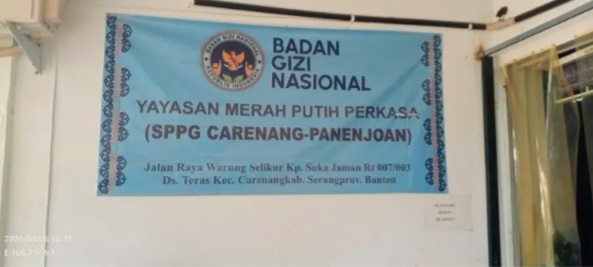 BADAN
GIZI
NASIONAL
YAYASAN MERAH PUTIH PERKASA
(SPPG CARENANG-PANENJOAN)
Jalan Raya Warung Selikur Kp. Suka Jaman Rt 007/003
Ds. Teras Kec. Carenangkab. Serangprov. Banten